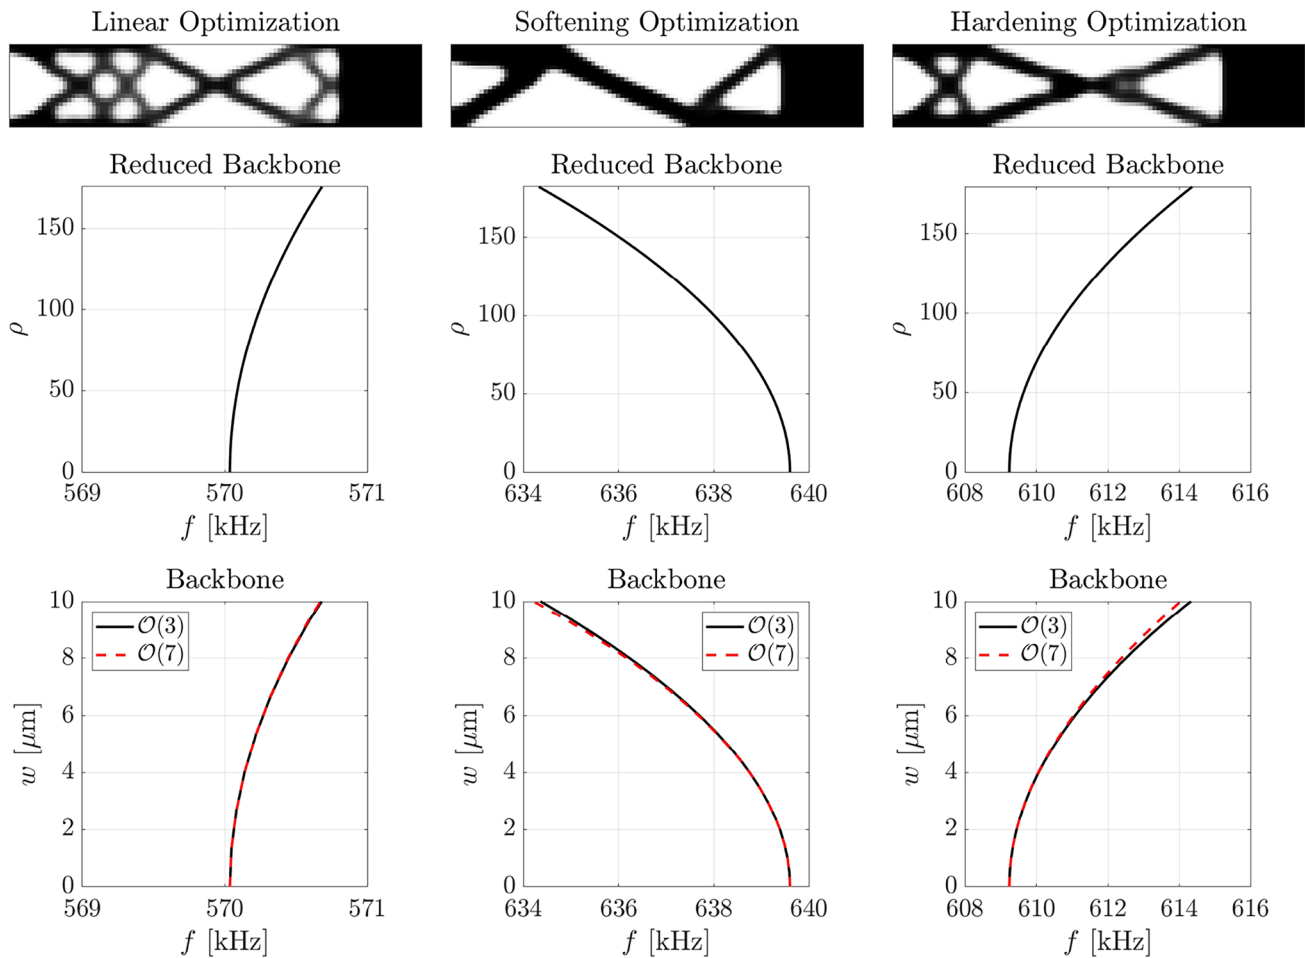 Linear Optimization
Softening Optimization
Hardening Optimization
Reduced Backbone
Reduced Backbone
Reduced Backbone
150
100
50
0
ρ
569 570 571
f [kHz]
150
100
50
0
ρ
634 636 638 640
f [kHz]
150
100
50
0
ρ
608 610 612 614 616
f [kHz]
Backbone
Backbone
Backbone
10
8
6
4
2
0
w [μm]
O(3)
O(7)
569 570 571
f [kHz]
10
8
6
4
2
0
w [μm]
O(3)
O(7)
634 636 638 640
f [kHz]
10
8
6
4
2
0
w [μm]
O(3)
O(7)
608 610 612 614 616
f [kHz]